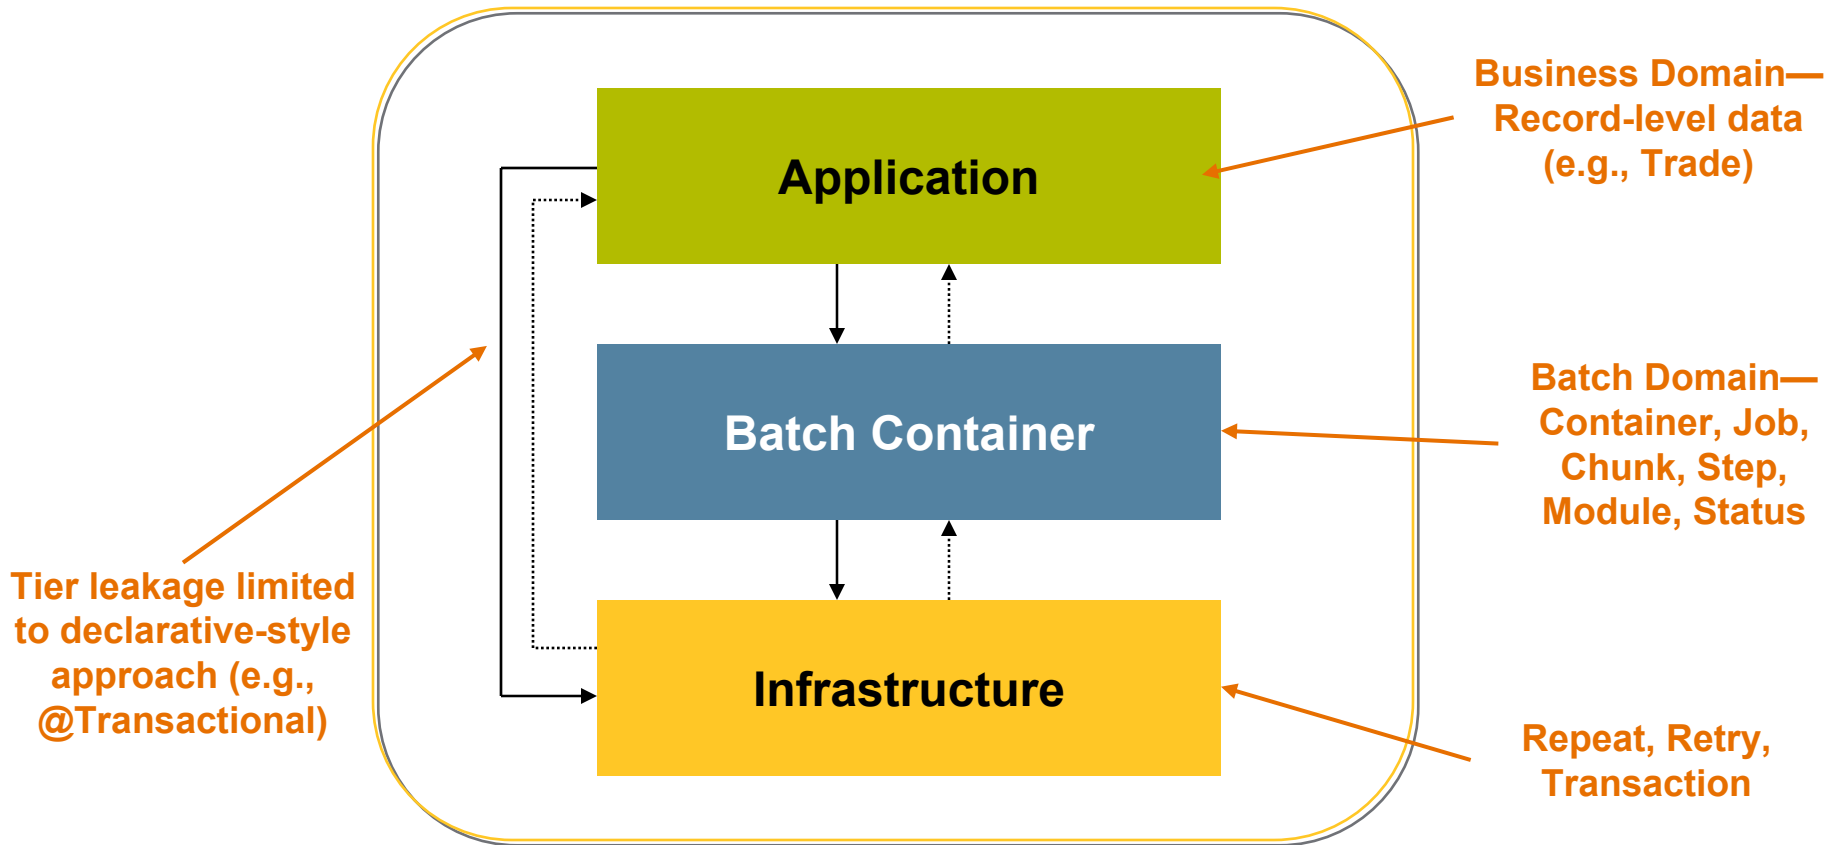 Application
Business Domain—
Record-level data
(e.g., Trade)
Batch Container
Batch Domain—
Container, Job,
Chunk, Step,
Module, Status
Tier leakage limited
to declarative-style
approach (e.g.,
@Transactional)
Infrastructure
Repeat, Retry,
Transaction